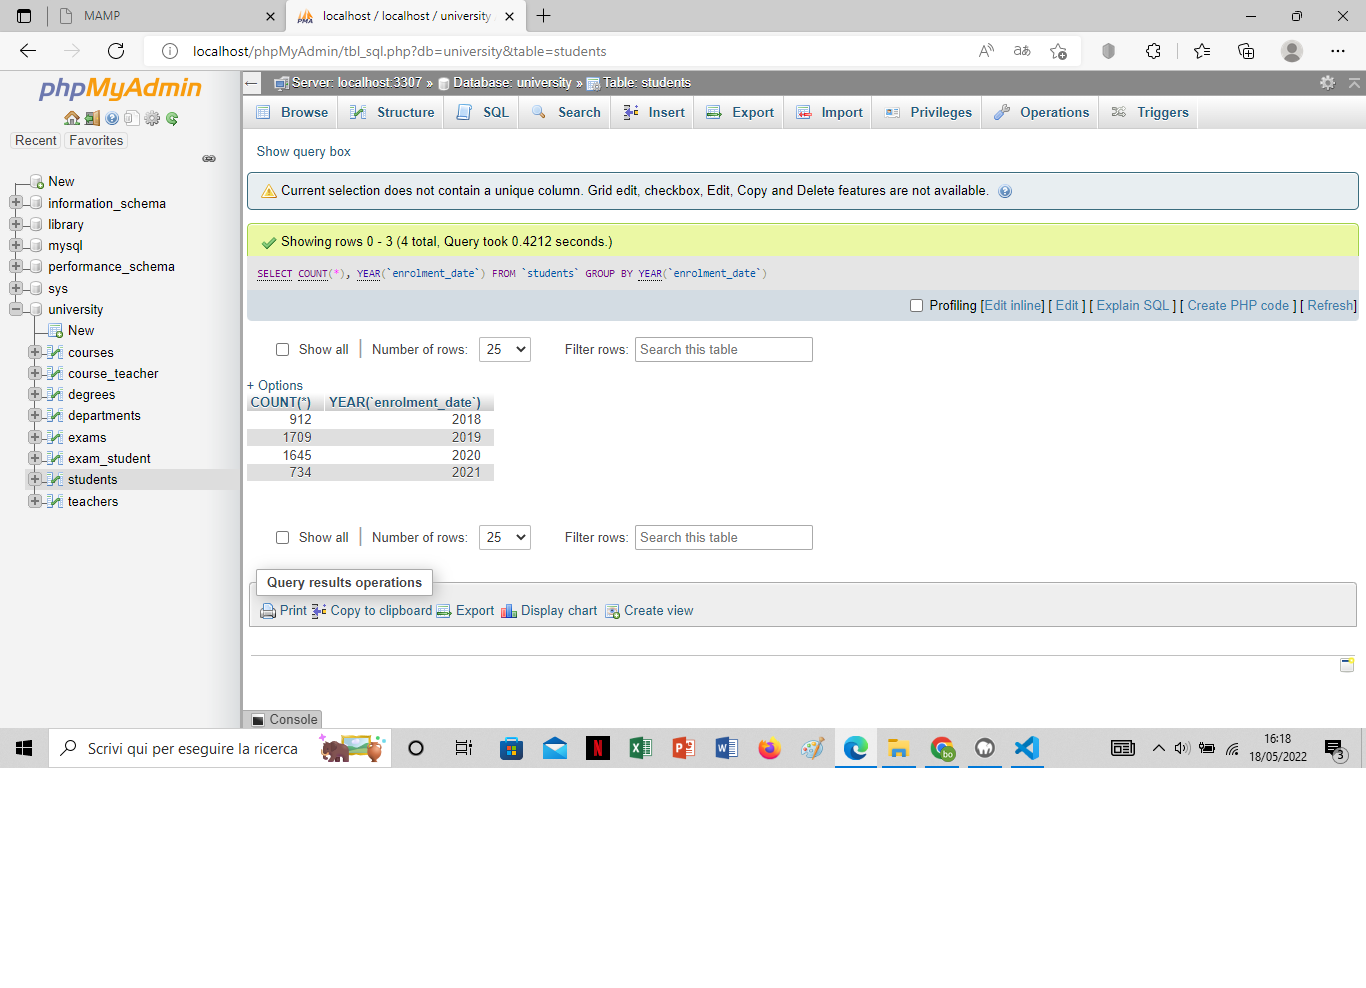 MAMP
localhost / localhost / university
localhost/phpMyAdmin/tbl_sql.php?db=university&table=students
phpMyAdmin
Recent Favorites
New
information_schema
library
mysql
performance_schema
sys
university
New
courses
course_teacher
degrees
departments
exams
exam_student
students
teachers
Server: localhost:3307 » Database: university » Table: students
Browse Structure SQL Search Insert Export Import Privileges Operations Triggers
Show query box
Current selection does not contain a unique column. Grid edit, checkbox, Edit, Copy and Delete features are not available.
Showing rows 0 - 3 (4 total, Query took 0.4212 seconds.)
SELECT COUNT(*), YEAR(`enrolment_date`) FROM `students` GROUP BY YEAR(`enrolment_date`)
Profiling [Edit inline] [ Edit ] [ Explain SQL ] [ Create PHP code ] [ Refresh]
Show all Number of rows: 25 Filter rows: Search this table
+ Options
COUNT(*) YEAR(`enrolment_date`)
912 2018
1709 2019
1645 2020
734 2021
Show all Number of rows: 25 Filter rows: Search this table
Query results operations
Print Copy to clipboard Export Display chart Create view
Console
Scrivi qui per eseguire la ricerca
16:18
18/05/2022
3